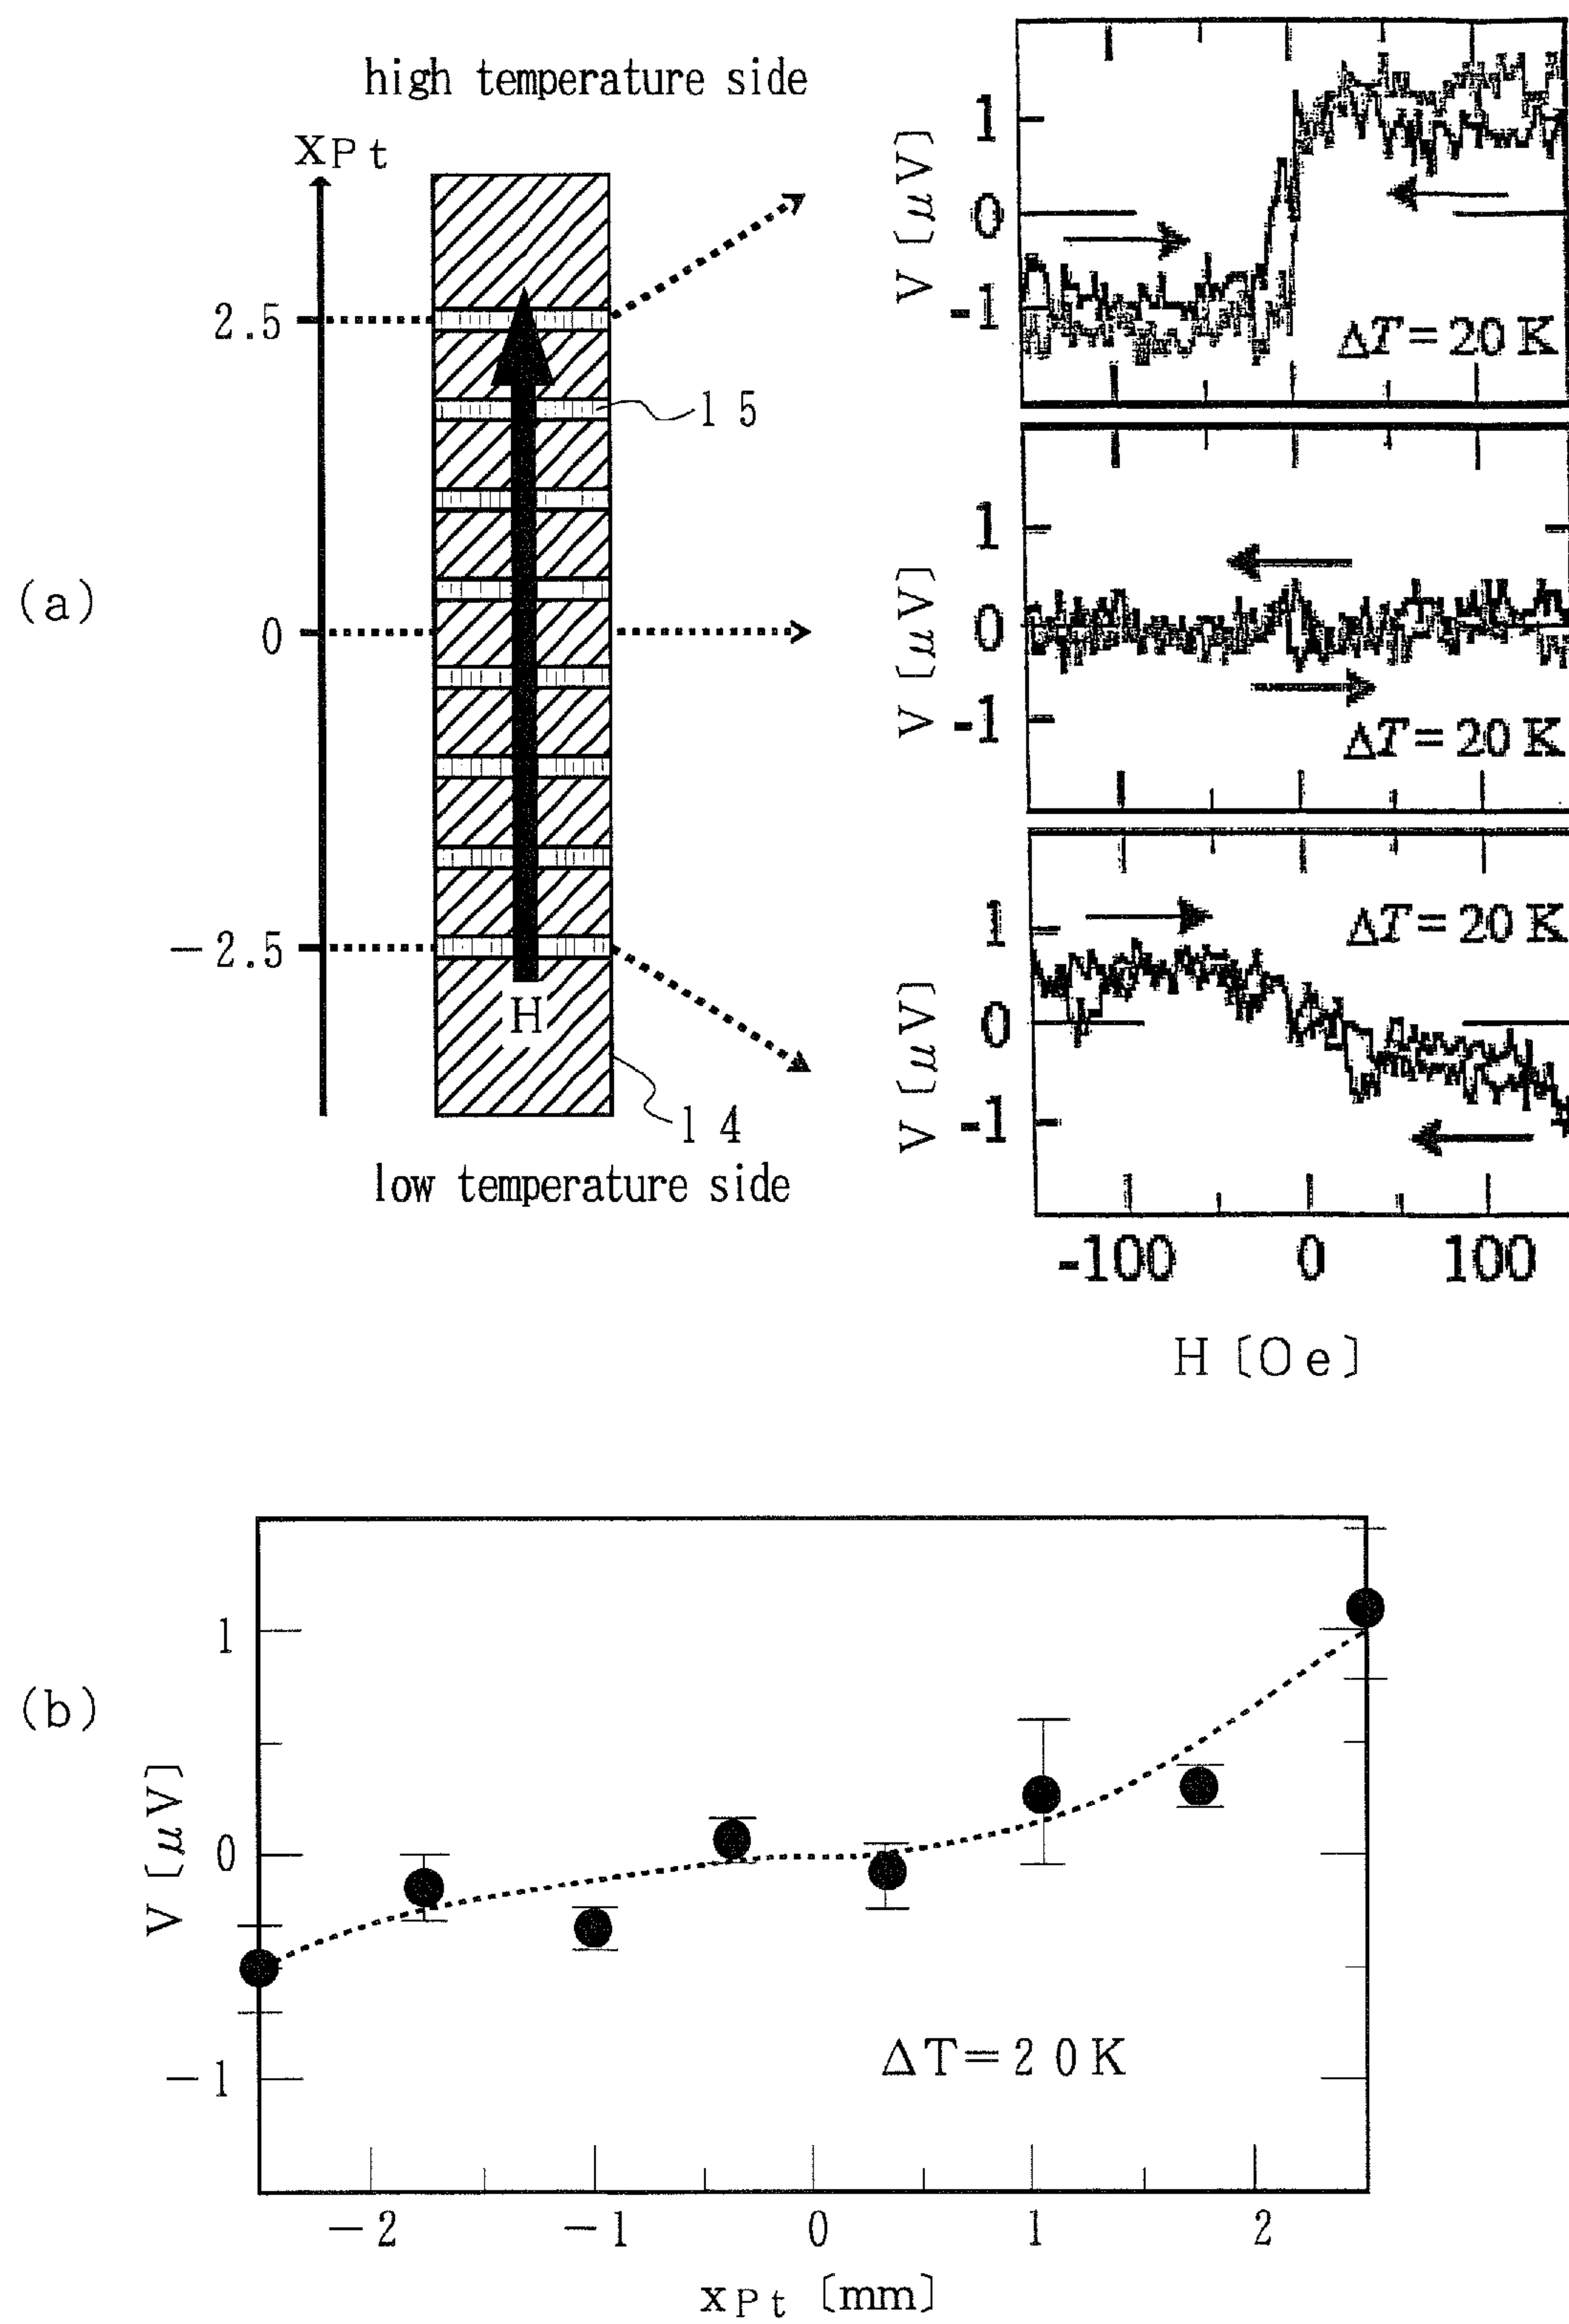 (a)
high temperature side
XPt
2.5
0
−2.5
15
H
14
low temperature side
V [μV]
1
0
-1
ΔT=20 K
V [μV]
1
0
-1
ΔT=20 K
V [μV]
1
0
-1
ΔT=20 K
-100 0 100
H [Oe]
(b)
V [μV]
1
0
−1
ΔT=20K
−2 −1 0 1 2
xPt [mm]